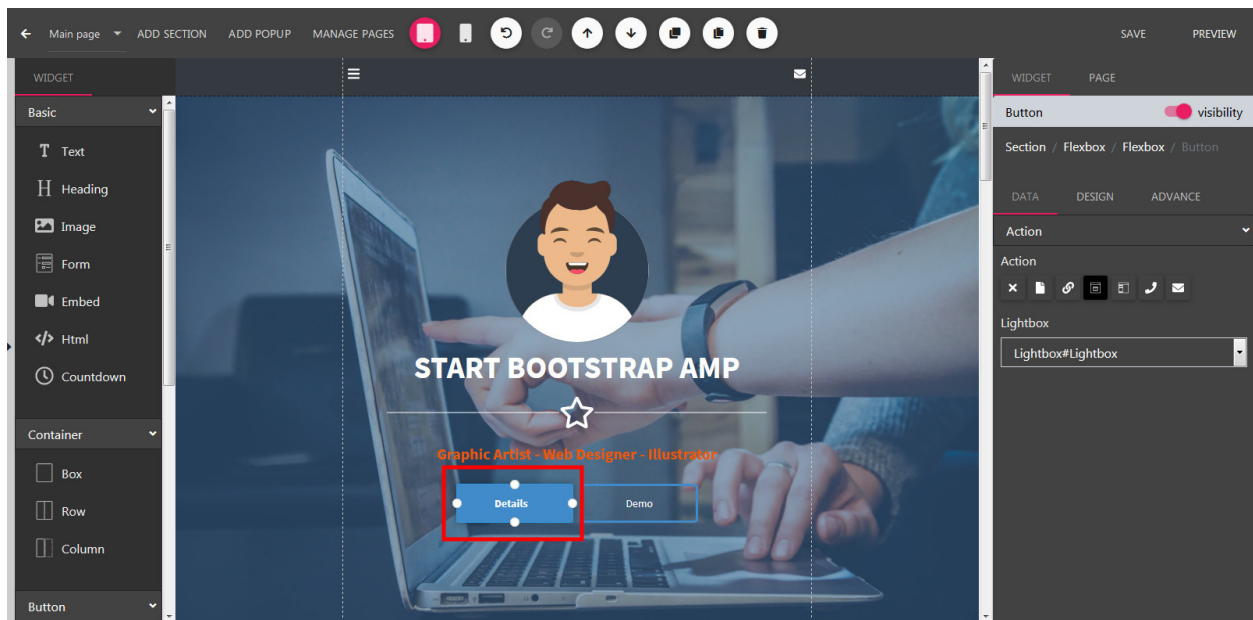 Main page ADD SECTION ADD POPUP MANAGE PAGES SAVE PREVIEW
WIDGET
Basic
Text
Heading
Image
Form
Embed
Html
Countdown
Container
Box
Row
Column
Button
START BOOTSTRAP AMP
Graphic Artist - Web Designer - Illustrator
Details Demo
WIDGET PAGE
Button visibility
Section / Flexbox / Flexbox / Button
DATA DESIGN ADVANCE
Action
Action
Lightbox
Lightbox#Lightbox